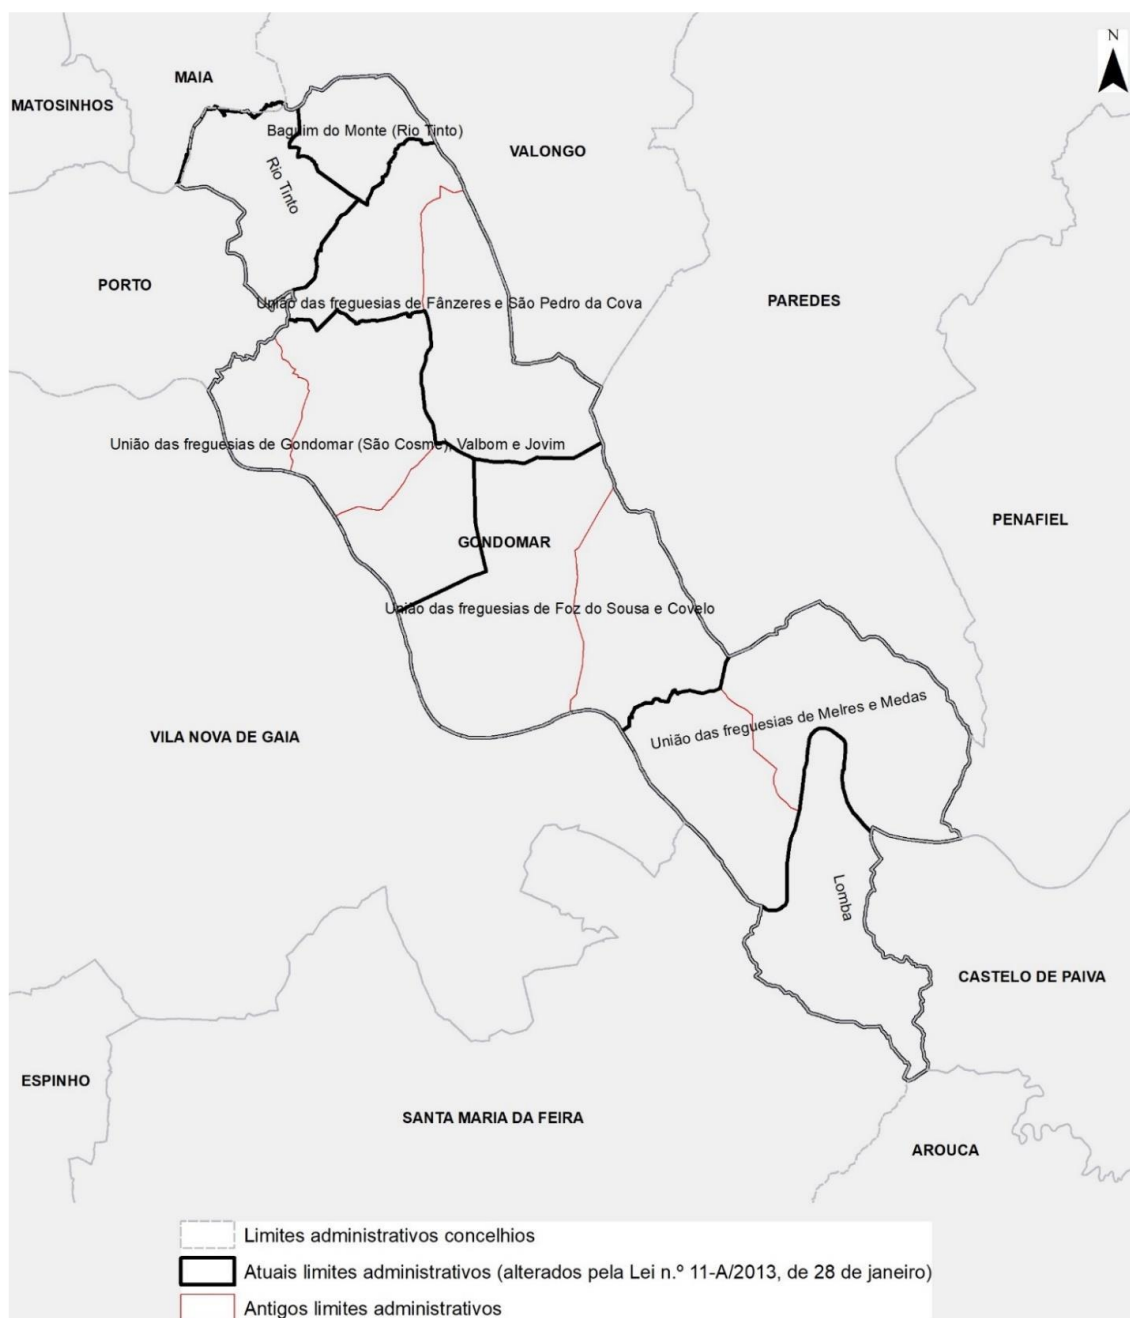 N
MAIA
MATOSINHOS
Baguim do Monte (Rio Tinto)
VALONGO
Rio Tinto
PORTO
União das freguesias de Fânzeres e São Pedro da Cova
PAREDES
União das freguesias de Gondomar (São Cosme), Valbom e Jovim
PENAFIEL
GONDOMAR
União das freguesias de Foz do Sousa e Covelo
União das freguesias de Melres e Medas
VILA NOVA DE GAIA
Lomba
CASTELO DE PAIVA
ESPINHO
SANTA MARIA DA FEIRA
AROUCA
Limites administrativos concelhios
Atuais limites administrativos (alterados pela Lei n.º 11-A/2013, de 28 de janeiro)
Antigos limites administrativos